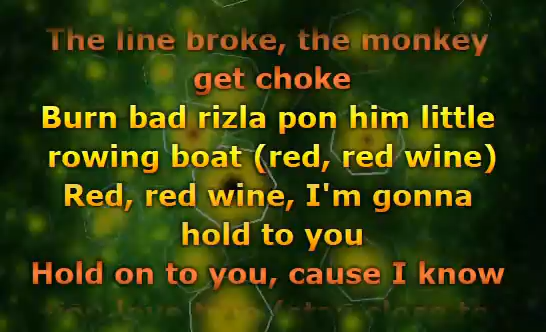 The line broke, the monkey
get choke
Burn bad rizla pon him little
rowing boat (red, red wine)
Red, red wine, I'm gonna
hold to you
Hold on to you, cause I know